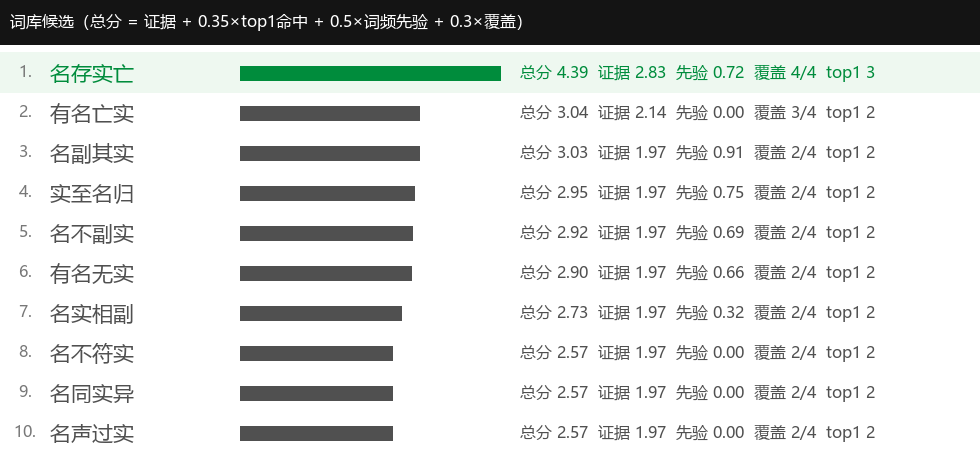 词库候选（总分 = 证据 + 0.35×top1命中 + 0.5×词频先验 + 0.3×覆盖）
1. 名存实亡 总分 4.39 证据 2.83 先验 0.72 覆盖 4/4 top1 3
2. 有名亡实 总分 3.04 证据 2.14 先验 0.00 覆盖 3/4 top1 2
3. 名副其实 总分 3.03 证据 1.97 先验 0.91 覆盖 2/4 top1 2
4. 实至名归 总分 2.95 证据 1.97 先验 0.75 覆盖 2/4 top1 2
5. 名不副实 总分 2.92 证据 1.97 先验 0.69 覆盖 2/4 top1 2
6. 有名无实 总分 2.90 证据 1.97 先验 0.66 覆盖 2/4 top1 2
7. 名实相副 总分 2.73 证据 1.97 先验 0.32 覆盖 2/4 top1 2
8. 名不符实 总分 2.57 证据 1.97 先验 0.00 覆盖 2/4 top1 2
9. 名同实异 总分 2.57 证据 1.97 先验 0.00 覆盖 2/4 top1 2
10. 名声过实 总分 2.57 证据 1.97 先验 0.00 覆盖 2/4 top1 2